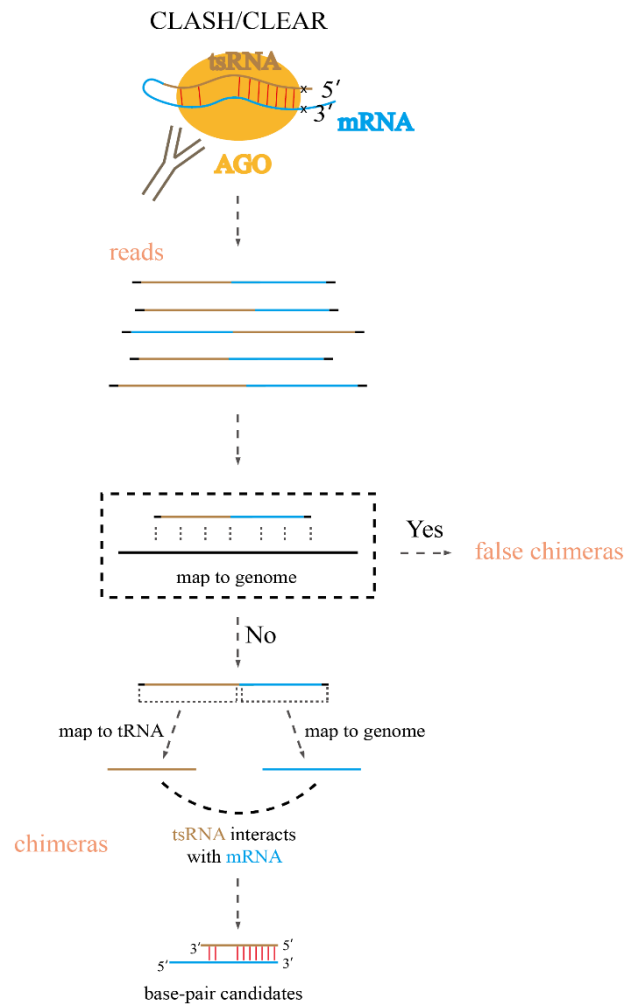 CLASH/CLEAR
tsRNA
x 5′
x 3′
mRNA
AGO
reads
map to genome
Yes
false chimeras
No
map to tRNA
map to genome
chimeras
tsRNA interacts
with mRNA
3′ 5′
5′ 3′
base-pair candidates